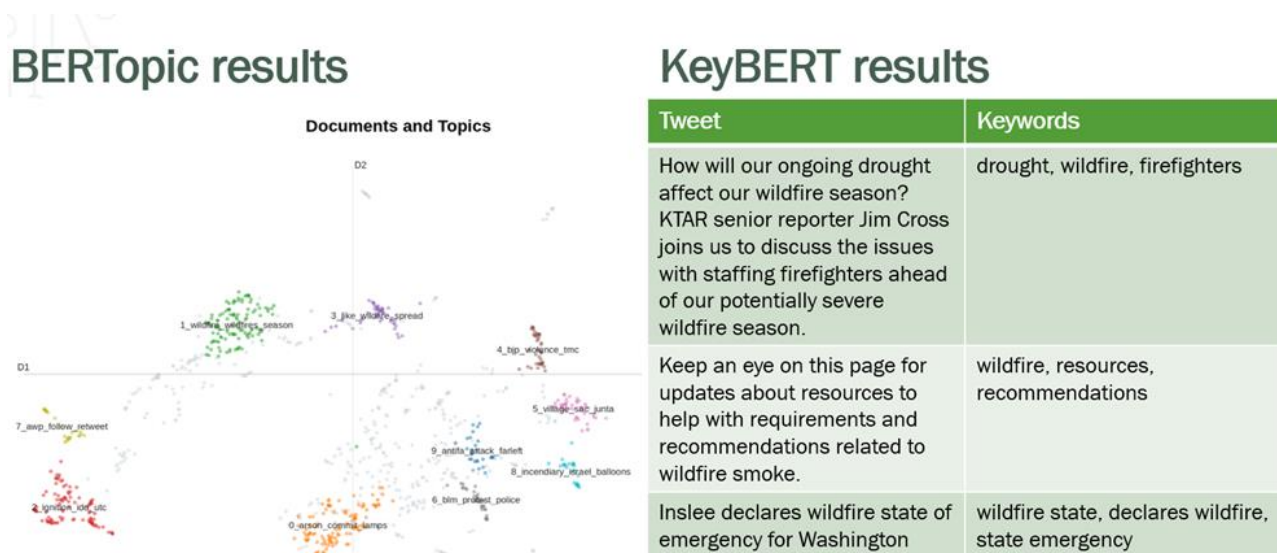 BERTopic results
Documents and Topics
D2
1_wildfire_wildfires_season
3_like_wildfire_spread
4_bjp_violence_tmc
D1
5_village_sac_junta
7_awp_follow_retweet
9_antifa_attack_farleft
8_incendiary_israel_balloons
6_blm_protest_police
0_arson_comms_lamps
KeyBERT results
Tweet
Keywords
How will our ongoing drought
affect our wildfire season?
KTAR senior reporter Jim Cross
joins us to discuss the issues
with staffing firefighters ahead
of our potentially severe
wildfire season.
drought, wildfire, firefighters
Keep an eye on this page for
updates about resources to
help with requirements and
recommendations related to
wildfire smoke.
wildfire, resources,
recommendations
Inslee declares wildfire state of
emergency for Washington
wildfire state, declares wildfire,
state emergency